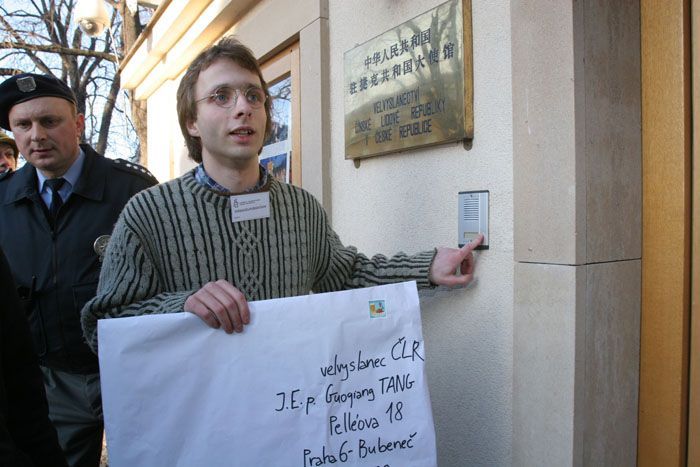 中华人民共和国
驻捷克共和国大使馆
VELVYSLANECTVÍ
ČÍNSKÉ LIDOVÉ REPUBLIKY
V ČESKÉ REPUBLICE
velvyslanec ČLR
J.E. p. Guoqiang TANG
Pelléova 18
Praha 6 - Bubeneč